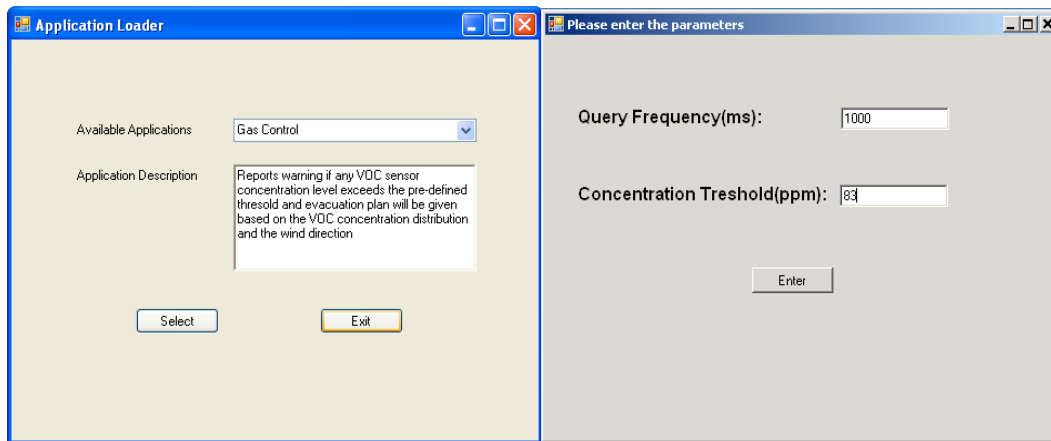 Application Loader
Available Applications
Gas Control
Application Description
Reports warning if any VOC sensor
concentration level exceeds the pre-defined
thresold and evacuation plan will be given
based on the VOC concentration distribution
and the wind direction
Select
Exit
Please enter the parameters
Query Frequency(ms):
1000
Concentration Treshold(ppm):
83
Enter